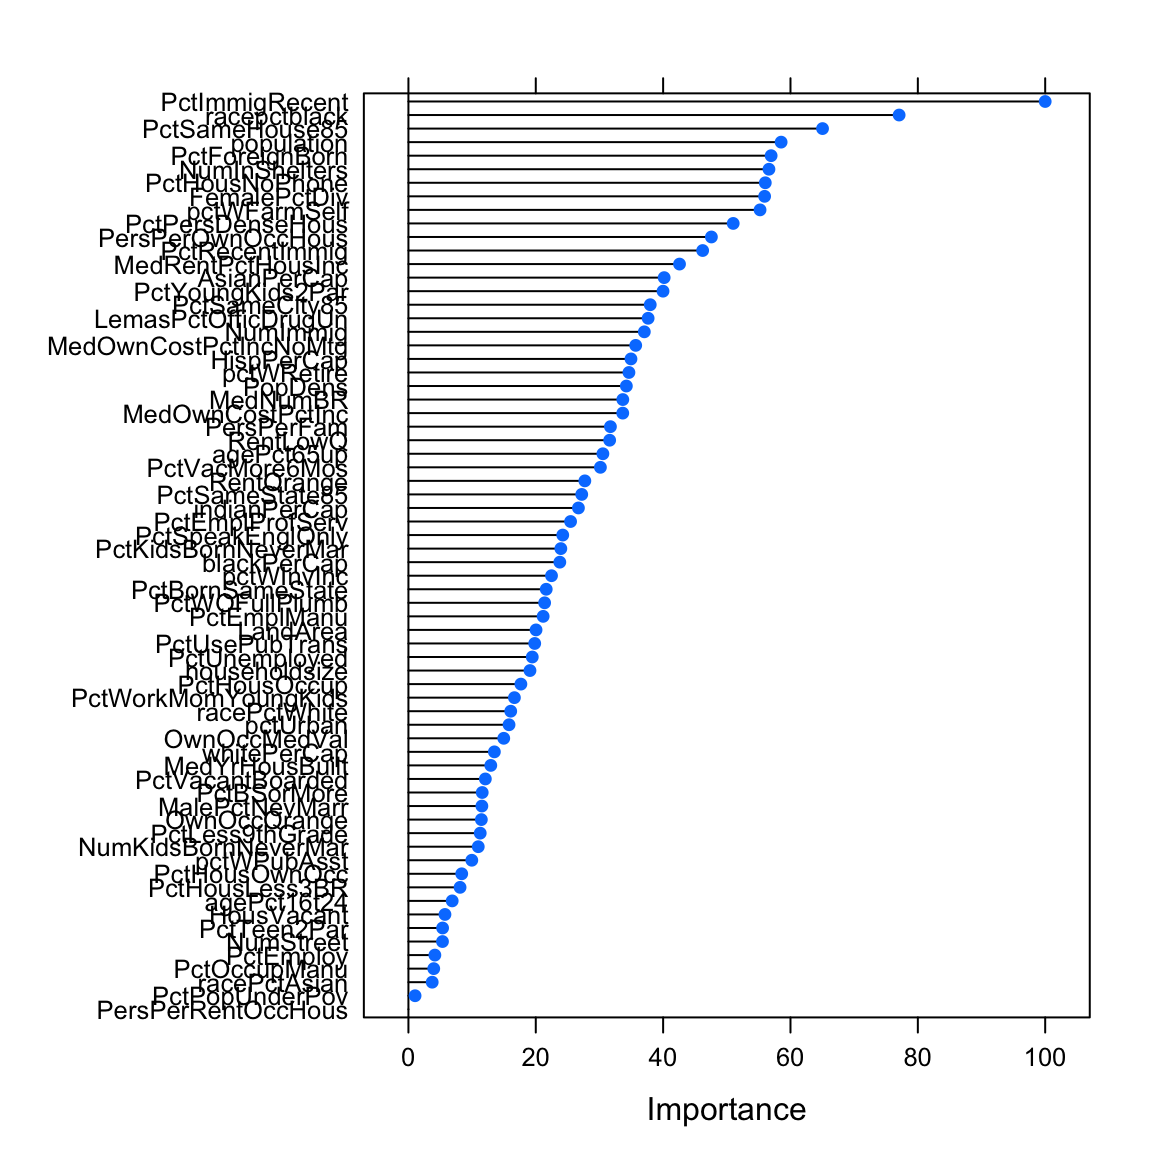 PctImmigRecent
racepctblack
PctSameHouse85
population
PctForeignBorn
NumInShelters
PctHousNoPhone
FemalePctDiv
pctWFarmSelf
PctPersDenseHous
PersPerOwnOccHous
PctRecentImmig
MedRentPctHousInc
AsianPerCap
PctYoungKids2Par
PctSameCity85
LemasPctOfficDrugUn
NumImmig
MedOwnCostPctIncNoMtg
HispPerCap
pctWRetire
PopDens
MedNumBR
MedOwnCostPctInc
PersPerFam
RentLowQ
agePct65up
PctVacMore6Mos
RentQrange
PctSameState85
indianPerCap
PctEmplProfServ
PctSpeakEnglOnly
PctKidsBornNeverMar
blackPerCap
pctWInvInc
PctBornSameState
PctWOFullPlumb
PctEmplManu
LandArea
PctUsePubTrans
PctUnemployed
householdsize
PctHousOccup
PctWorkMomYoungKids
racePctWhite
pctUrban
OwnOccMedVal
whitePerCap
MedYrHousBuilt
PctVacantBoarded
PctBSorMore
MalePctNevMarr
OwnOccQrange
PctLess9thGrade
NumKidsBornNeverMar
pctWPubAsst
PctHousOwnOcc
PctHousLess3BR
agePct16t24
HousVacant
PctTeen2Par
NumStreet
PctEmploy
PctOccupManu
racePctAsian
PctPopUnderPov
PersPerRentOccHous
0 20 40 60 80 100
Importance